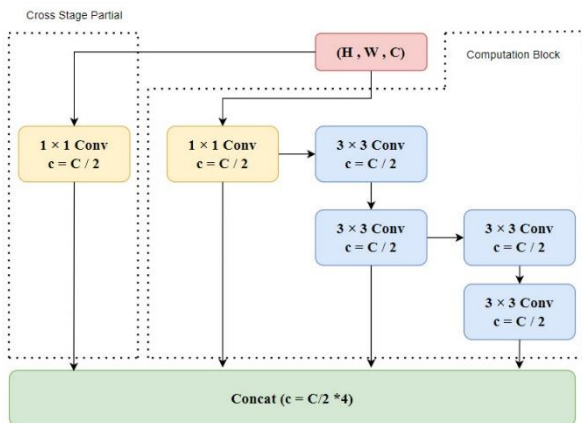 Cross Stage Partial
(H , W , C)
Computation Block
1 × 1 Conv
c = C / 2
1 × 1 Conv
c = C / 2
3 × 3 Conv
c = C / 2
3 × 3 Conv
c = C / 2
3 × 3 Conv
c = C / 2
3 × 3 Conv
c = C / 2
Concat (c = C/2 *4)